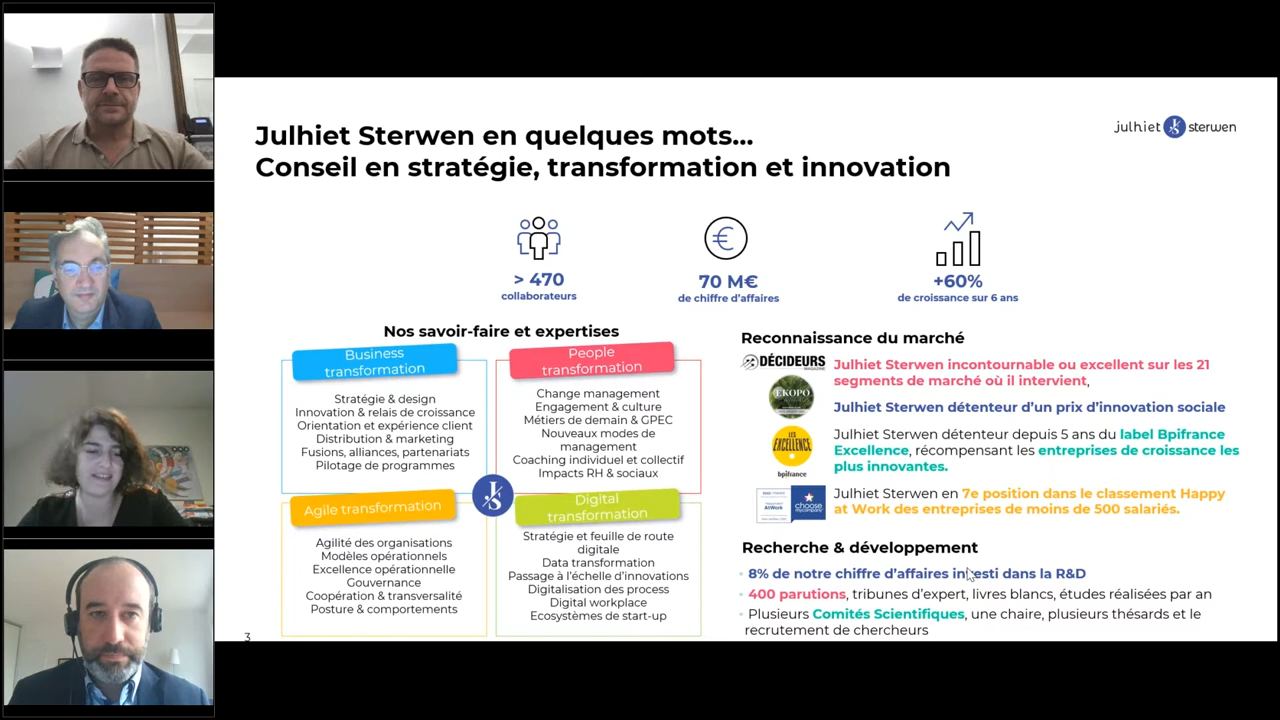 Julhiet Sterwen en quelques mots...
Conseil en stratégie, transformation et innovation
julhiet JS sterwen
> 470
collaborateurs
70 M€
de chiffre d'affaires
+60%
de croissance sur 6 ans
Nos savoir-faire et expertises
Business
transformation
Stratégie & design
Innovation & relais de croissance
Orientation et expérience client
Distribution & marketing
Fusions, alliances, partenariats
Pilotage de programmes
People
transformation
Change management
Engagement & culture
Métiers de demain & GPEC
Nouveaux modes de
management
Coaching individuel et collectif
Impacts RH & sociaux
JS
Agile transformation
Agilité des organisations
Modèles opérationnels
Excellence opérationnelle
Gouvernance
Coopération & transversalité
Posture & comportements
Digital
transformation
Stratégie et feuille de route
digitale
Data transformation
Passage à l'échelle d'innovations
Digitalisation des process
Digital workplace
Ecosystèmes de start-up
Reconnaissance du marché
DÉCIDEURS
MAGAZINE
Julhiet Sterwen incontournable ou excellent sur les 21
segments de marché où il intervient,
EKOPO
Julhiet Sterwen détenteur d'un prix d'innovation sociale
LES
EXCELLENCE
bpifrance
Julhiet Sterwen détenteur depuis 5 ans du label Bpifrance
Excellence, récompensant les entreprises de croissance les
plus innovantes.
AtWork
choose
mycompany
Julhiet Sterwen en 7e position dans le classement Happy
at Work des entreprises de moins de 500 salariés.
Recherche & développement
• 8% de notre chiffre d'affaires investi dans la R&D
• 400 parutions, tribunes d'expert, livres blancs, études réalisées par an
• Plusieurs Comités Scientifiques, une chaire, plusieurs thésards et le
recrutement de chercheurs
3